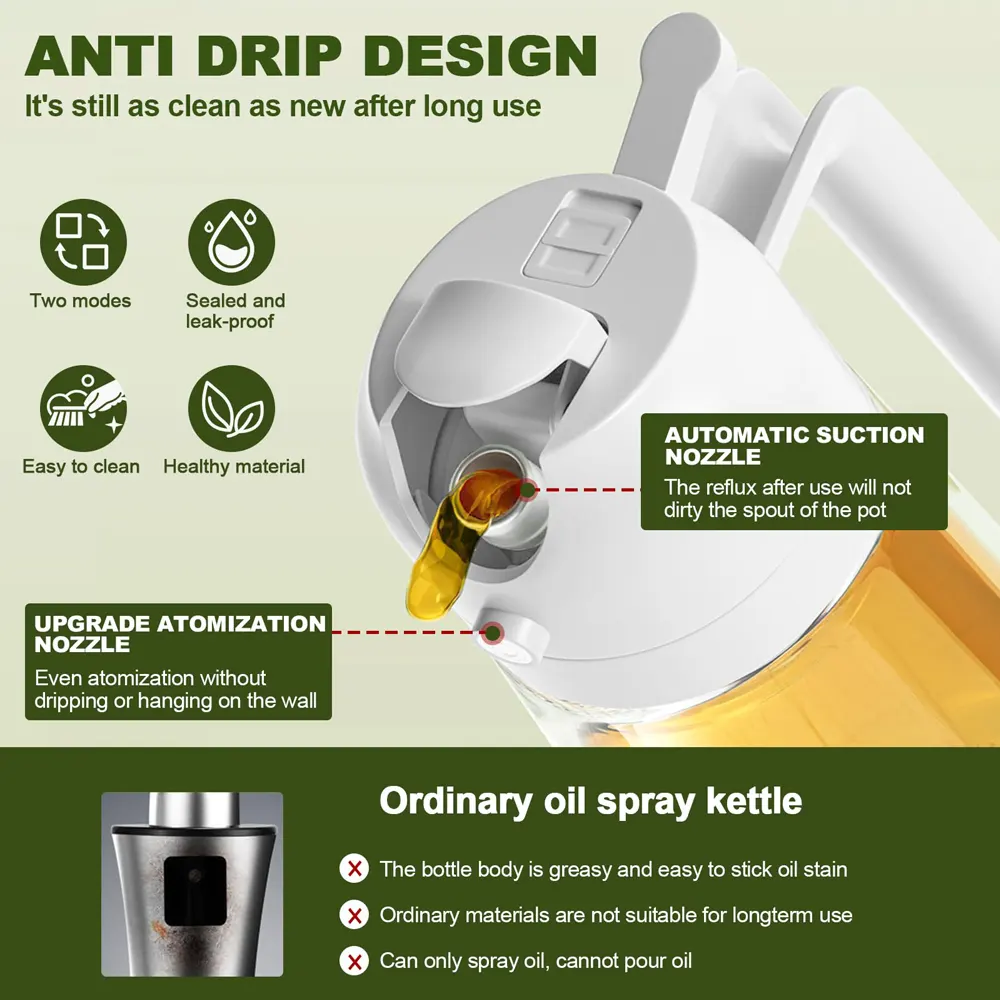 ANTI DRIP DESIGN
It's still as clean as new after long use
Two modes
Sealed and
leak-proof
Easy to clean
Healthy material
AUTOMATIC SUCTION
NOZZLE
The reflux after use will not
dirty the spout of the pot
UPGRADE ATOMIZATION
NOZZLE
Even atomization without
dripping or hanging on the wall
Ordinary oil spray kettle
The bottle body is greasy and easy to stick oil stain
Ordinary materials are not suitable for longterm use
Can only spray oil, cannot pour oil